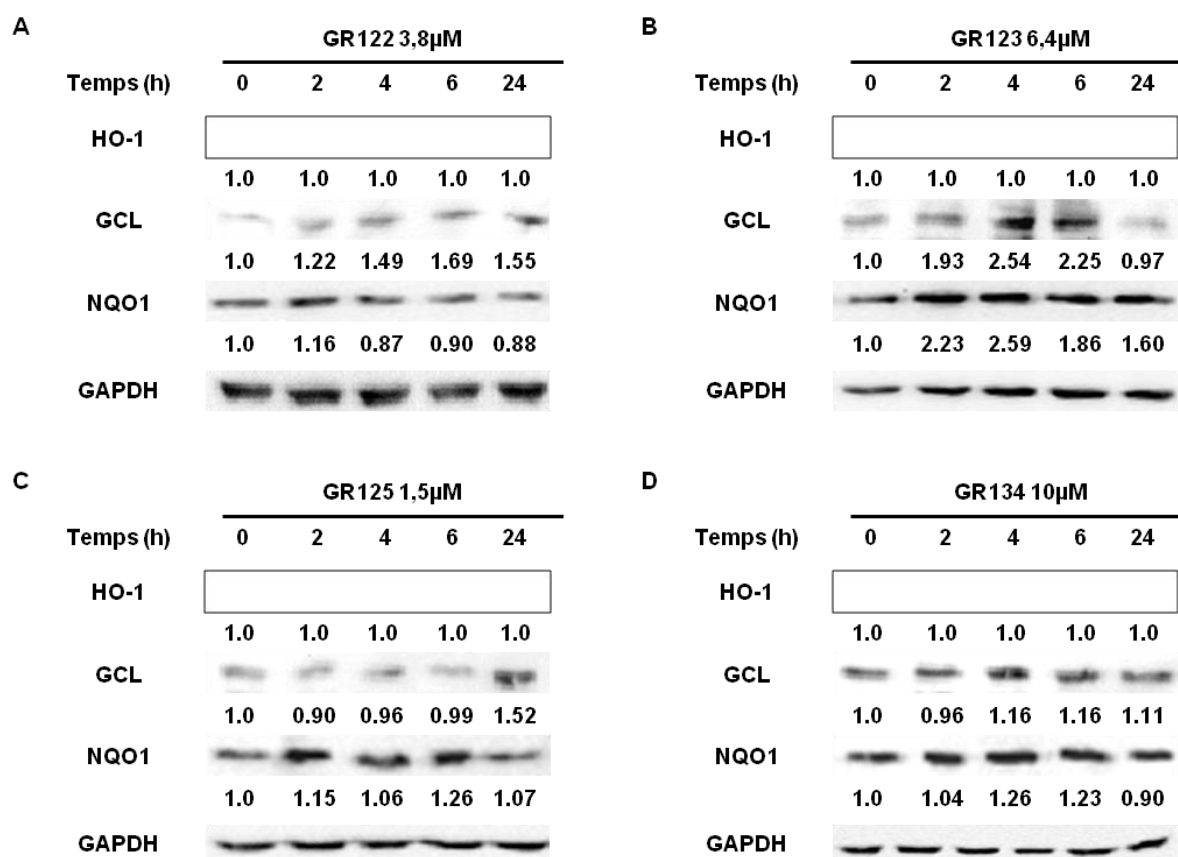 A
GR122 3,8µM
Temps (h) 0 2 4 6 24
HO-1
1.0 1.0 1.0 1.0 1.0
GCL
1.0 1.22 1.49 1.69 1.55
NQO1
1.0 1.16 0.87 0.90 0.88
GAPDH
B
GR123 6,4µM
Temps (h) 0 2 4 6 24
HO-1
1.0 1.0 1.0 1.0 1.0
GCL
1.0 1.93 2.54 2.25 0.97
NQO1
1.0 2.23 2.59 1.86 1.60
GAPDH
C
GR125 1,5µM
Temps (h) 0 2 4 6 24
HO-1
1.0 1.0 1.0 1.0 1.0
GCL
1.0 0.90 0.96 0.99 1.52
NQO1
1.0 1.15 1.06 1.26 1.07
GAPDH
D
GR134 10µM
Temps (h) 0 2 4 6 24
HO-1
1.0 1.0 1.0 1.0 1.0
GCL
1.0 0.96 1.16 1.16 1.11
NQO1
1.0 1.04 1.26 1.23 0.90
GAPDH